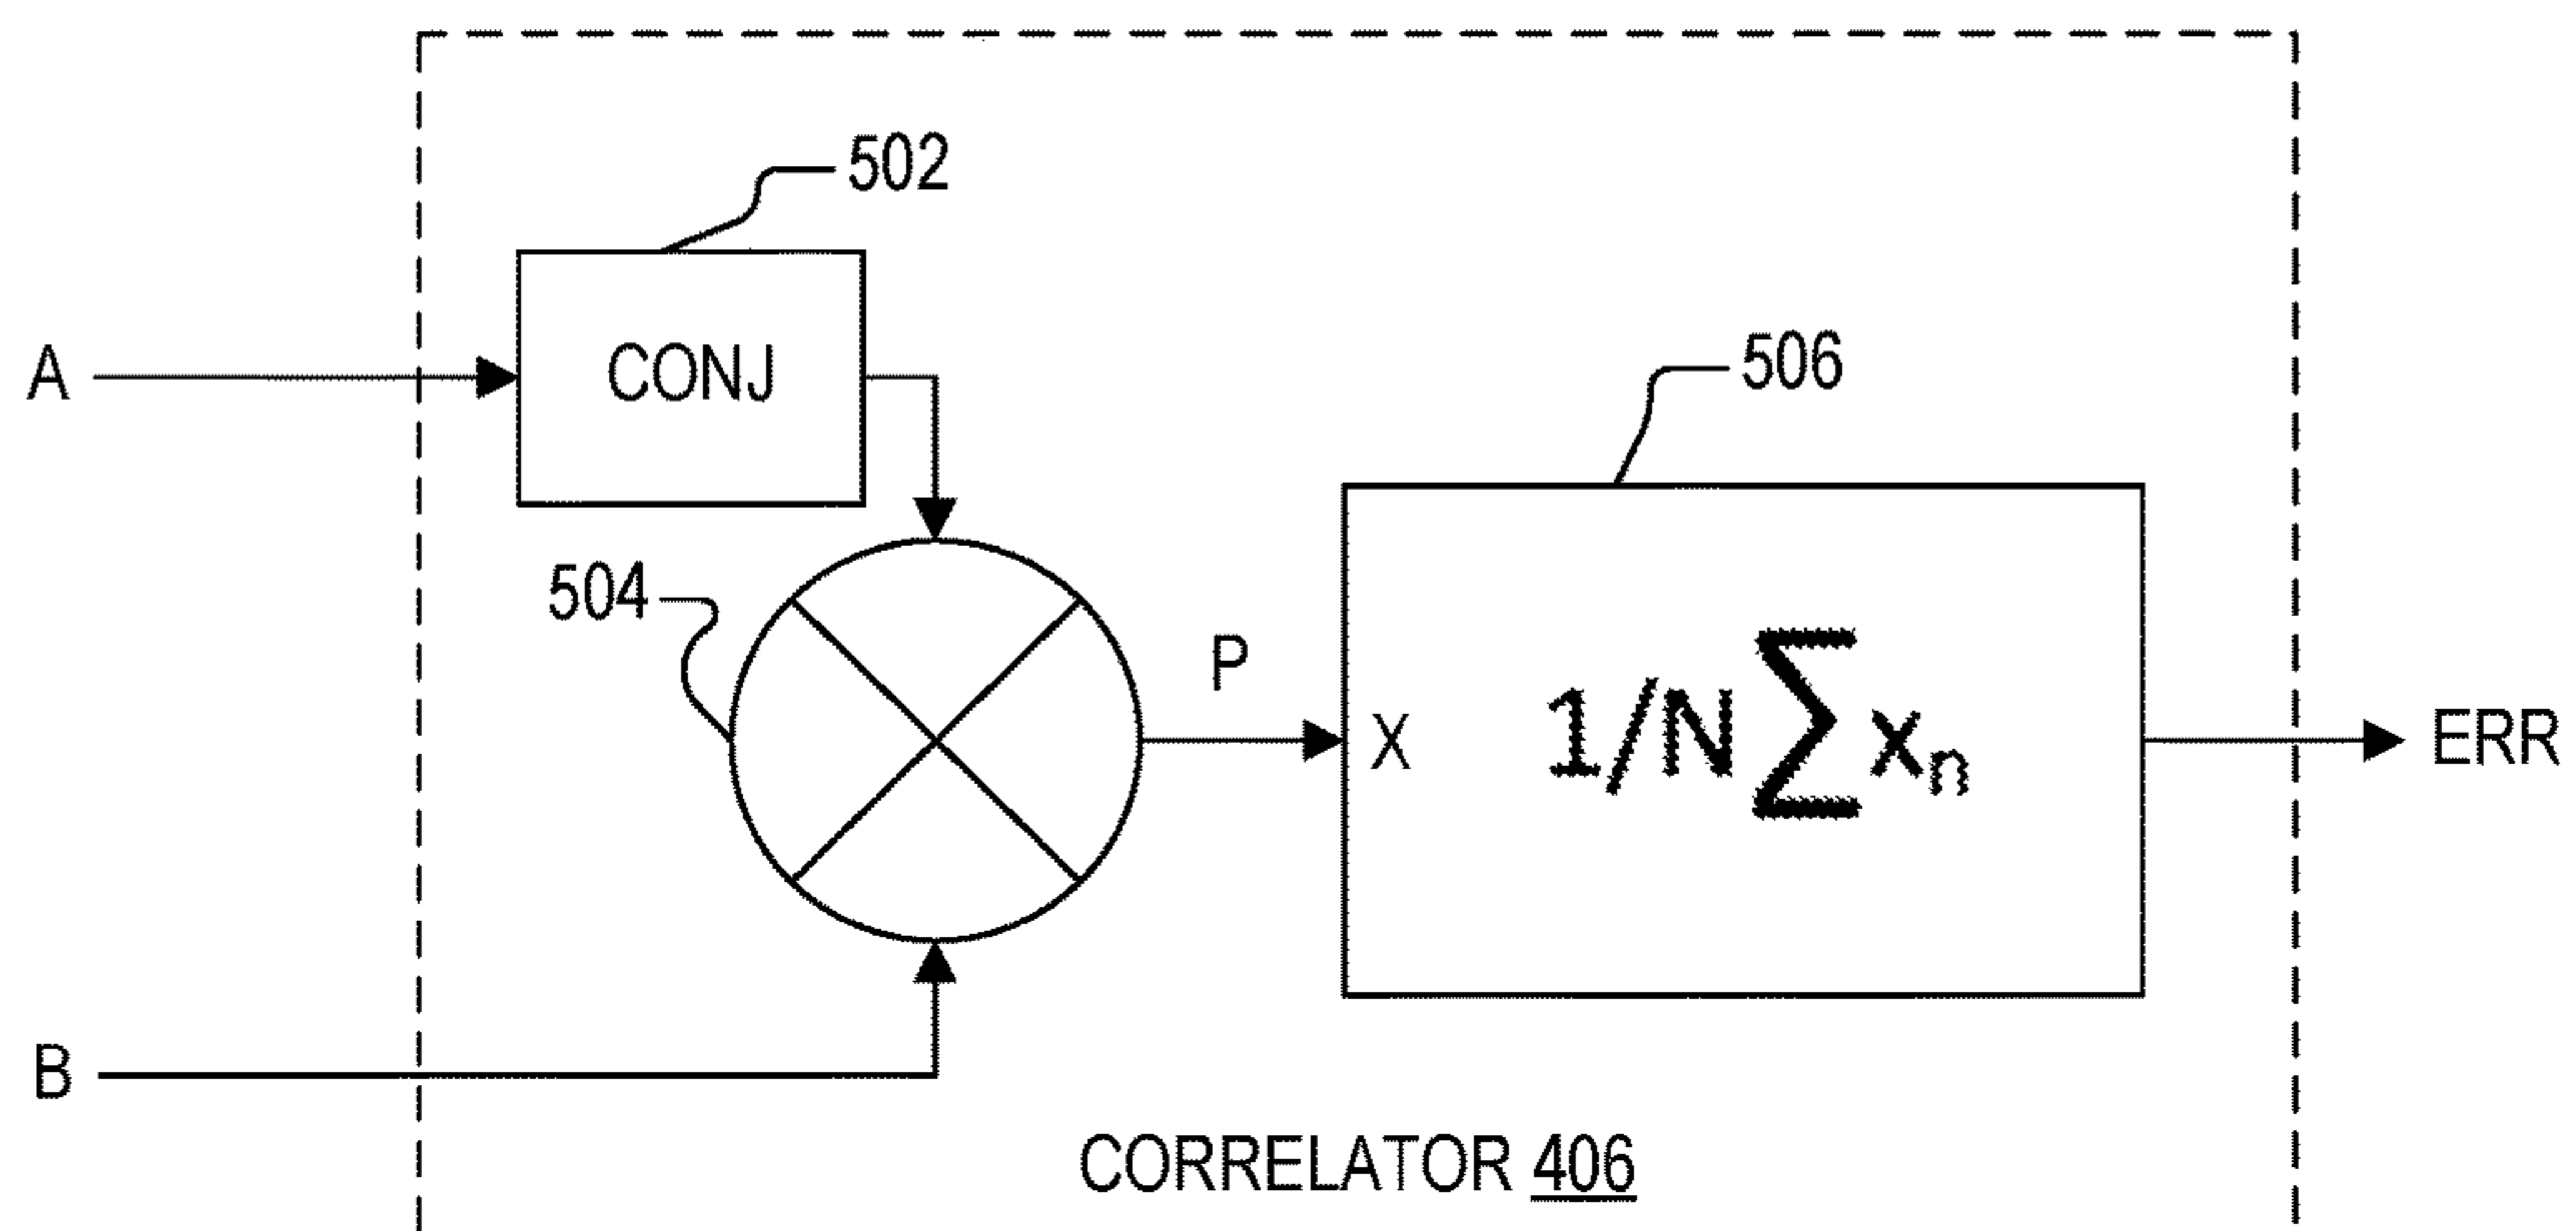 502
A
CONJ
506
504
P
X
1/N∑xₙ
ERR
B
CORRELATOR 406